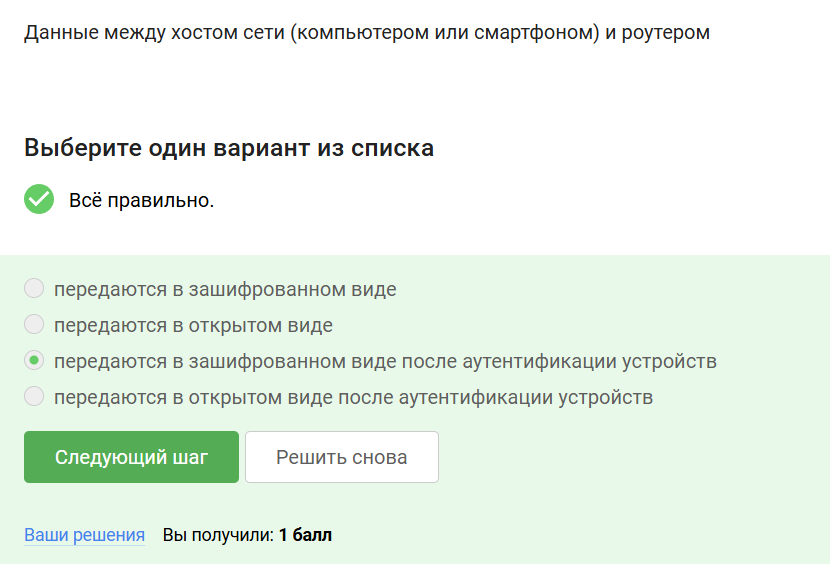 Данные между хостом сети (компьютером или смартфоном) и роутером
Выберите один вариант из списка
Всё правильно.
передаются в зашифрованном виде
передаются в открытом виде
передаются в зашифрованном виде после аутентификации устройств
передаются в открытом виде после аутентификации устройств
Следующий шаг Решить снова
Ваши решения Вы получили: 1 балл